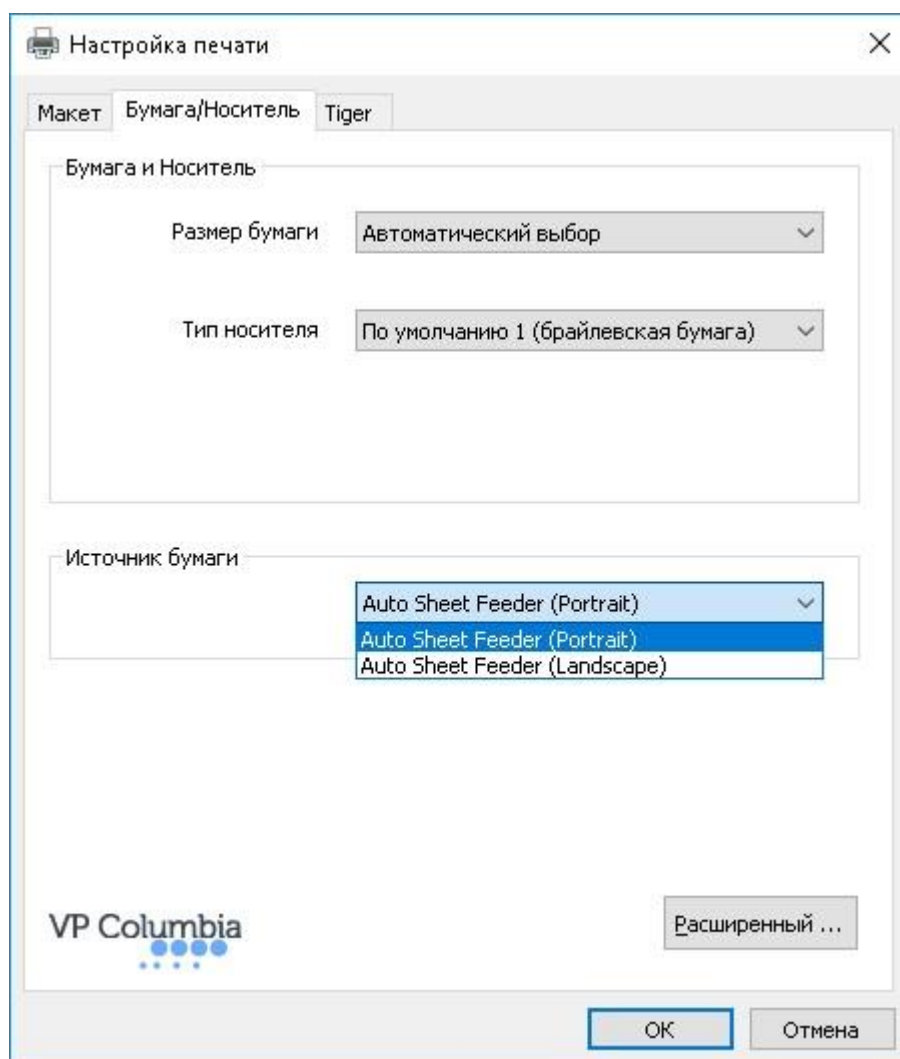 Настройка печати
Макет Бумага/Носитель Tiger
Бумага и Носитель
Размер бумаги Автоматический выбор
Тип носителя По умолчанию 1 (брайлевская бумага)
Источник бумаги
Auto Sheet Feeder (Portrait)
Auto Sheet Feeder (Portrait)
Auto Sheet Feeder (Landscape)
VP Columbia
Расширенный ...
ОК Отмена